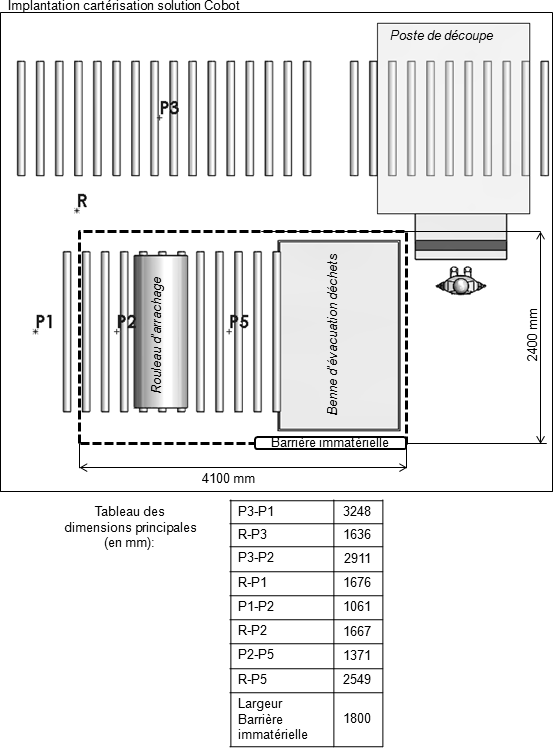 Implantation cartérisation solution Cobot
Poste de découpe
P3
R
P1
P2
P5
Rouleau d'arrachage
Benne d'évacuation déchets
2400 mm
Barrière immatérielle
4100 mm
Tableau des
dimensions principales
(en mm):
P3-P1 3248
R-P3 1636
P3-P2 2911
R-P1 1676
P1-P2 1061
R-P2 1667
P2-P5 1371
R-P5 2549
Largeur
Barrière 1800
immatérielle